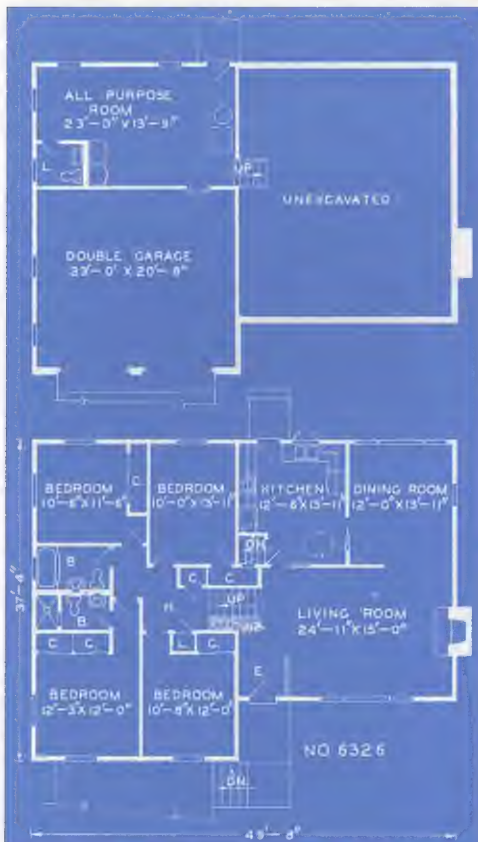 ALL PURPOSE
ROOM
23'-0" X 13'-9"
L.
UP
UNEXCAVATED
DOUBLE GARAGE
23'-0' X 20'-8"
BEDROOM
10'-6" X 11'-6"
C.
BEDROOM
10'-0" X 13'-11"
KITCHEN
12'-6 X 13'-11"
DINING ROOM
12'-0" X 13'-11"
B
DN.
C
C.
37'-4"
B.
H.
UP
LIVING ROOM
24'-11" X 15'-0"
C
C.
L.
C.
BEDROOM
12'-3" X 12'-0"
BEDROOM
10'-8" X 12'-0'
E.
NO 6326
DN.
49'-8"